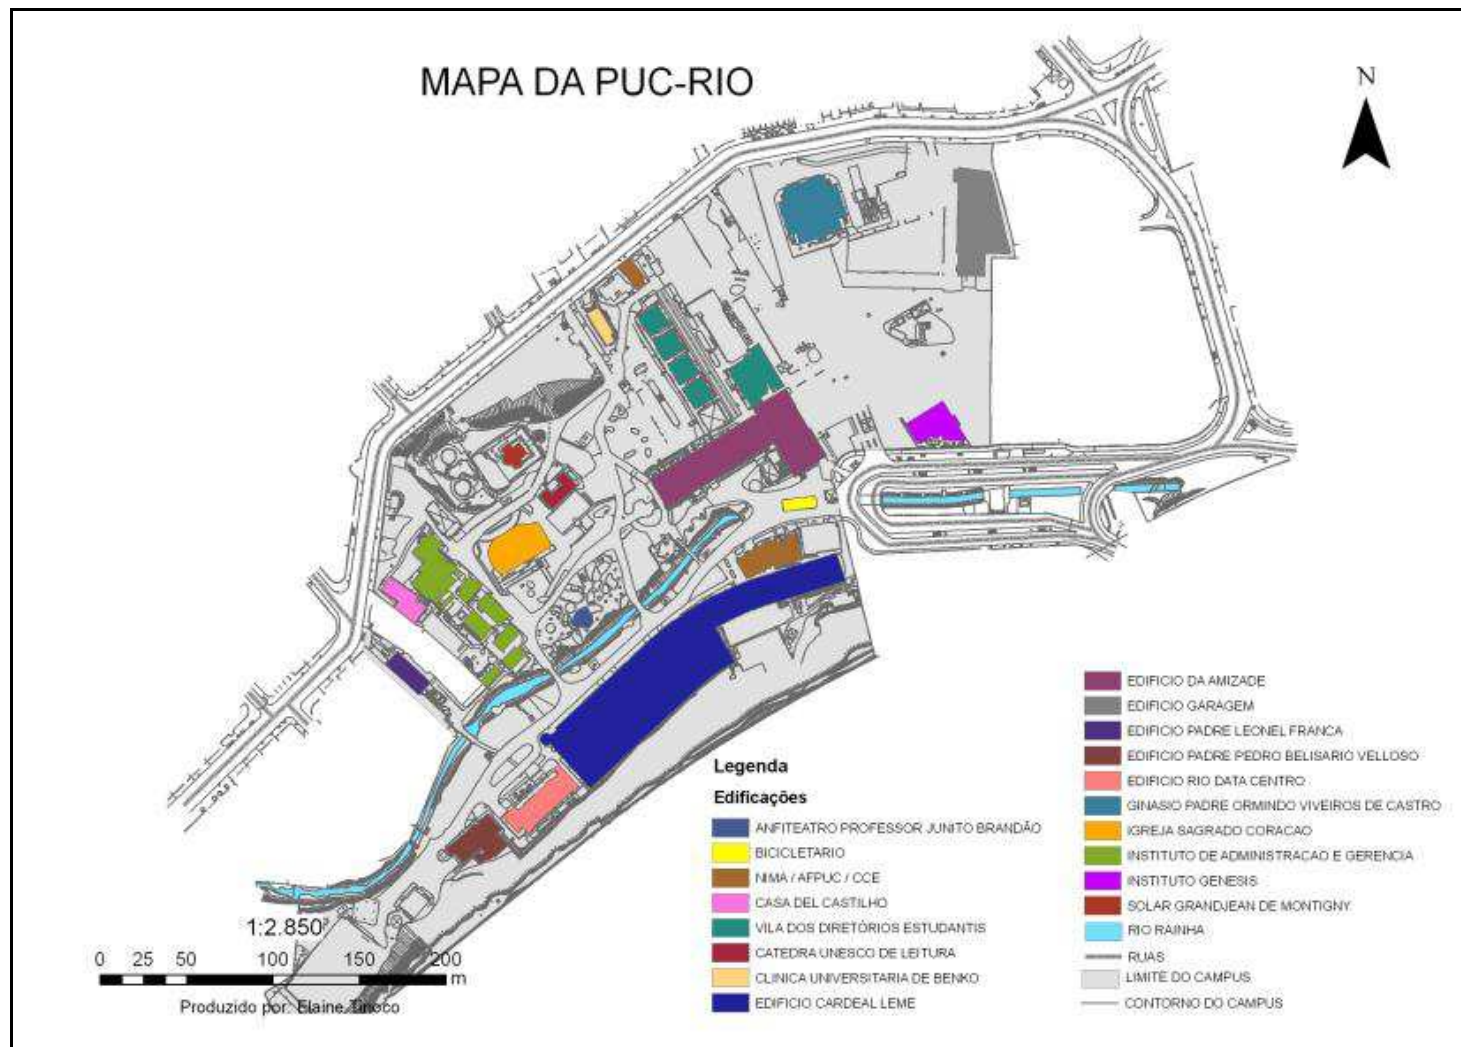 MAPA DA PUC-RIO
N
Legenda
Edificações
ANFITEATRO PROFESSOR JUNITO BRANDÃO
BICICLETARIO
NIMA / AFPUC / CCE
CASA DEL CASTILHO
VILA DOS DIRETÓRIOS ESTUDANTIS
CATEDRA UNESCO DE LEITURA
CLINICA UNIVERSITARIA DE BENKO
EDIFICIO CARDEAL LEME
EDIFICIO DA AMIZADE
EDIFICIO GARAGEM
EDIFICIO PADRE LEONEL FRANCA
EDIFICIO PADRE PEDRO BELISARIO VELLOSO
EDIFICIO RIO DATA CENTRO
GINASIO PADRE ORMINDO VIVEIROS DE CASTRO
IGREJA SAGRADO CORACAO
INSTITUTO DE ADMINISTRACAO E GERENCIA
INSTITUTO GENESIS
SOLAR GRANDJEAN DE MONTIGNY
RIO RAINHA
RUAS
LIMITE DO CAMPUS
CONTORNO DO CAMPUS
1:2.850
0 25 50 100 150 200
m
Produzido por: Elaine Tinoco